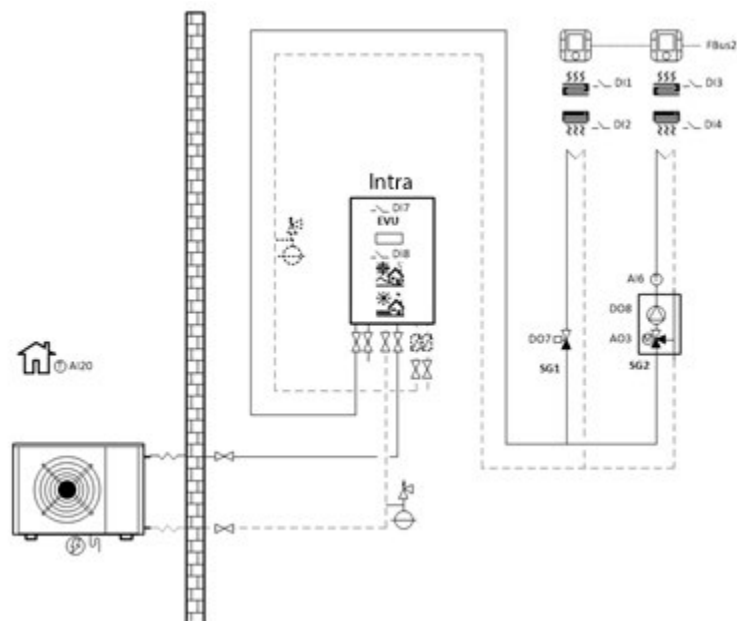 FBus2
DI1
DI3
DI2
DI4
Intra
DI7
EVU
DI8
AI6
DO8
DO7
AO3
SG1
SG2
AI20